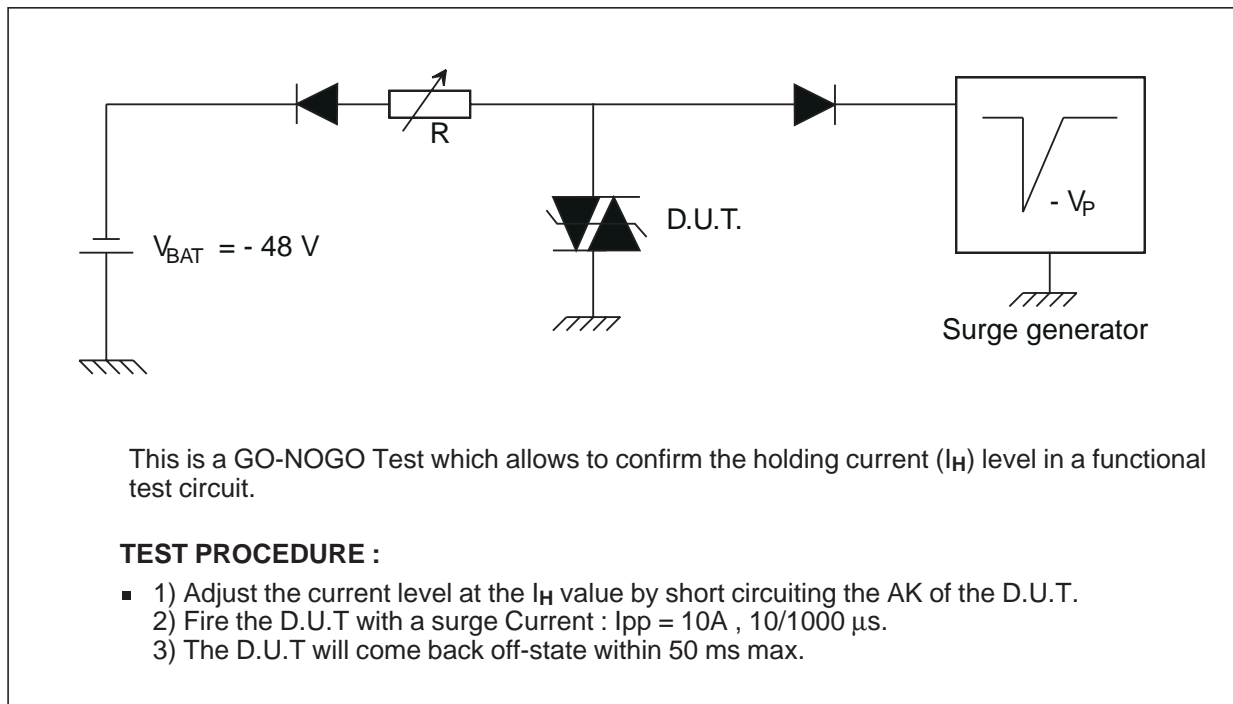 R
- VP
D.U.T.
VBAT = - 48 V
Surge generator
This is a GO-NOGO Test which allows to confirm the holding current (IH) level in a functional
test circuit.
TEST PROCEDURE :
▪ 1) Adjust the current level at the IH value by short circuiting the AK of the D.U.T.
2) Fire the D.U.T with a surge Current : Ipp = 10A , 10/1000 μs.
3) The D.U.T will come back off-state within 50 ms max.